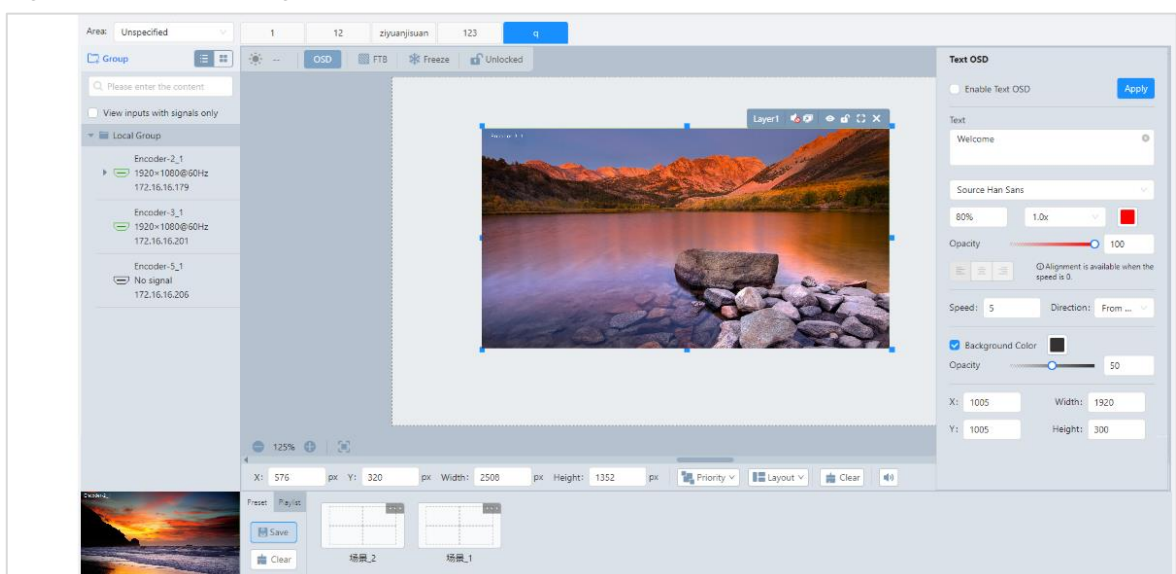 Area: Unspecified
1 12 ziyuanjisuan 123 q
Group
-- OSD FTB Freeze Unlocked
Please enter the content
View inputs with signals only
Local Group
Encoder-2_1
1920×1080@60Hz
172.16.16.179
Encoder-3_1
1920×1080@60Hz
172.16.16.201
Encoder-5_1
No signal
172.16.16.206
Layer1
125%
X: 576 px Y: 320 px Width: 2508 px Height: 1352 px Priority Layout Clear
Text OSD
Enable Text OSD Apply
Text
Welcome
Source Han Sans
80% 1.0x
Opacity 100
Alignment is available when the
speed is 0.
Speed: 5 Direction: From ...
Background Color
Opacity 50
X: 1005 Width: 1920
Y: 1005 Height: 300
Preset Playlist
Save
Clear
场景_2 场景_1